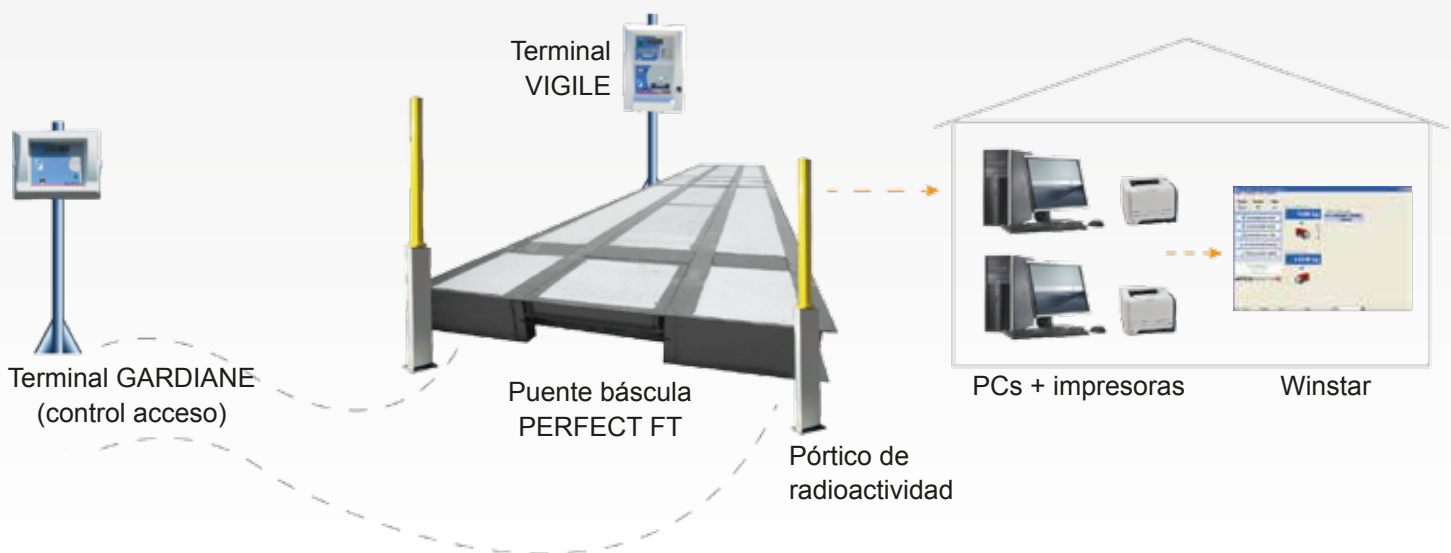 Terminal
VIGILE
Terminal GARDIANE
(control acceso)
Puente báscula
PERFECT FT
Pórtico de
radioactividad
PCs + impresoras
Winstar